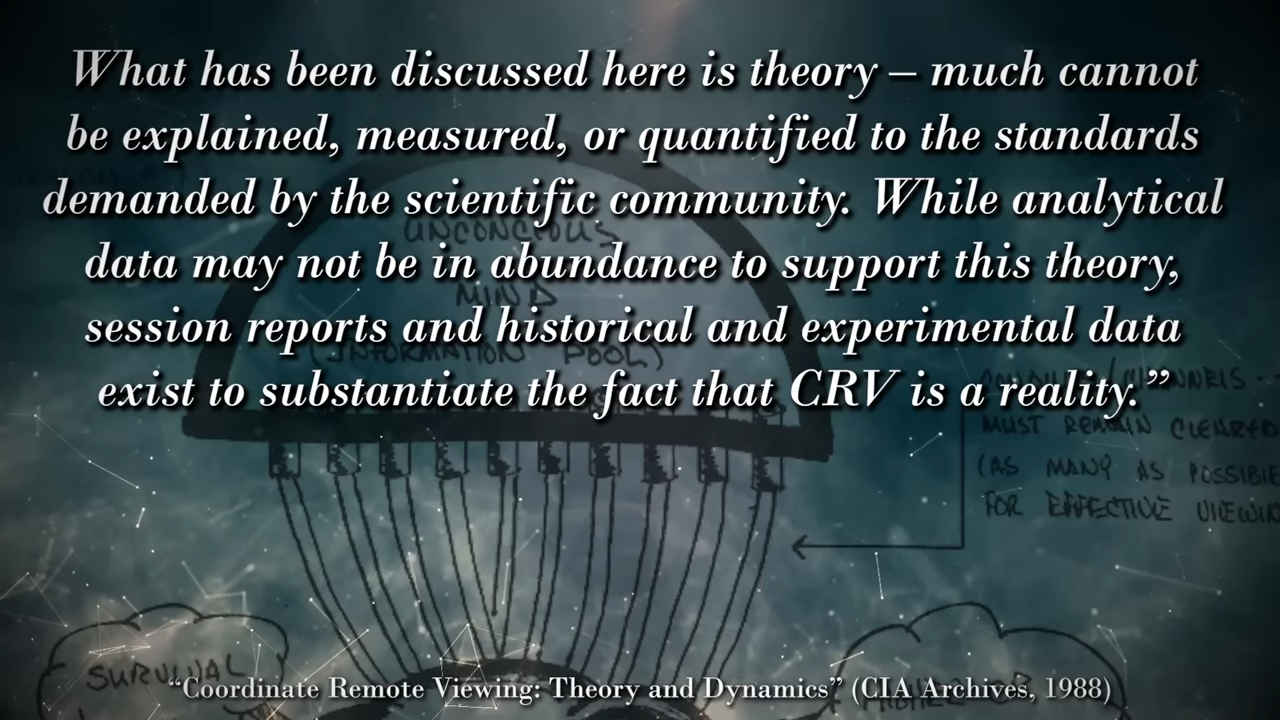 What has been discussed here is theory – much cannot
be explained, measured, or quantified to the standards
demanded by the scientific community. While analytical
data may not be in abundance to support this theory,
session reports and historical and experimental data
exist to substantiate the fact that CRV is a reality.”
UNCONCIOUS
MIND
(INFORMATION POOL)
MUST REMAIN CLEARED
(AS MANY AS POSSIBLE
FOR EFFECTIVE VIEWIN
SURVIVAL
“Coordinate Remote Viewing: Theory and Dynamics” (CIA Archives, 1988)